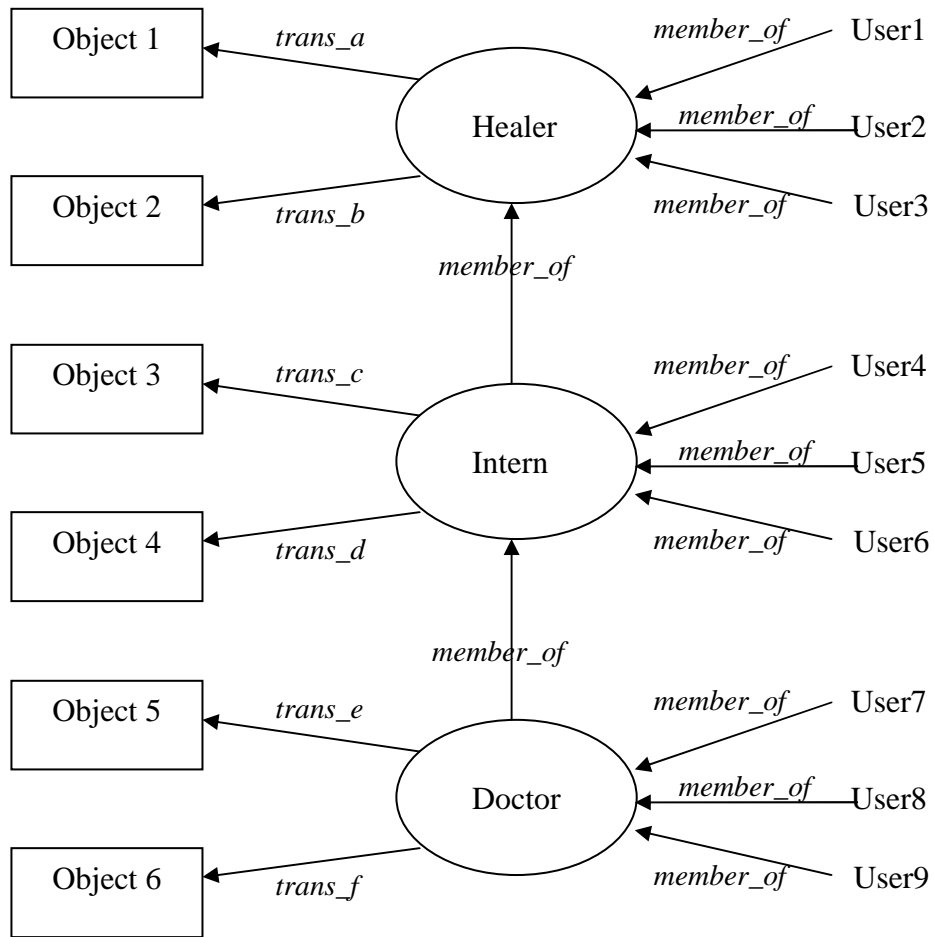 Object 1
trans_a
member_of
User1
Healer
member_of
User2
Object 2
trans_b
member_of
User3
member_of
Object 3
trans_c
member_of
User4
Intern
member_of
User5
Object 4
trans_d
member_of
User6
member_of
Object 5
trans_e
member_of
User7
Doctor
member_of
User8
Object 6
trans_f
member_of
User9